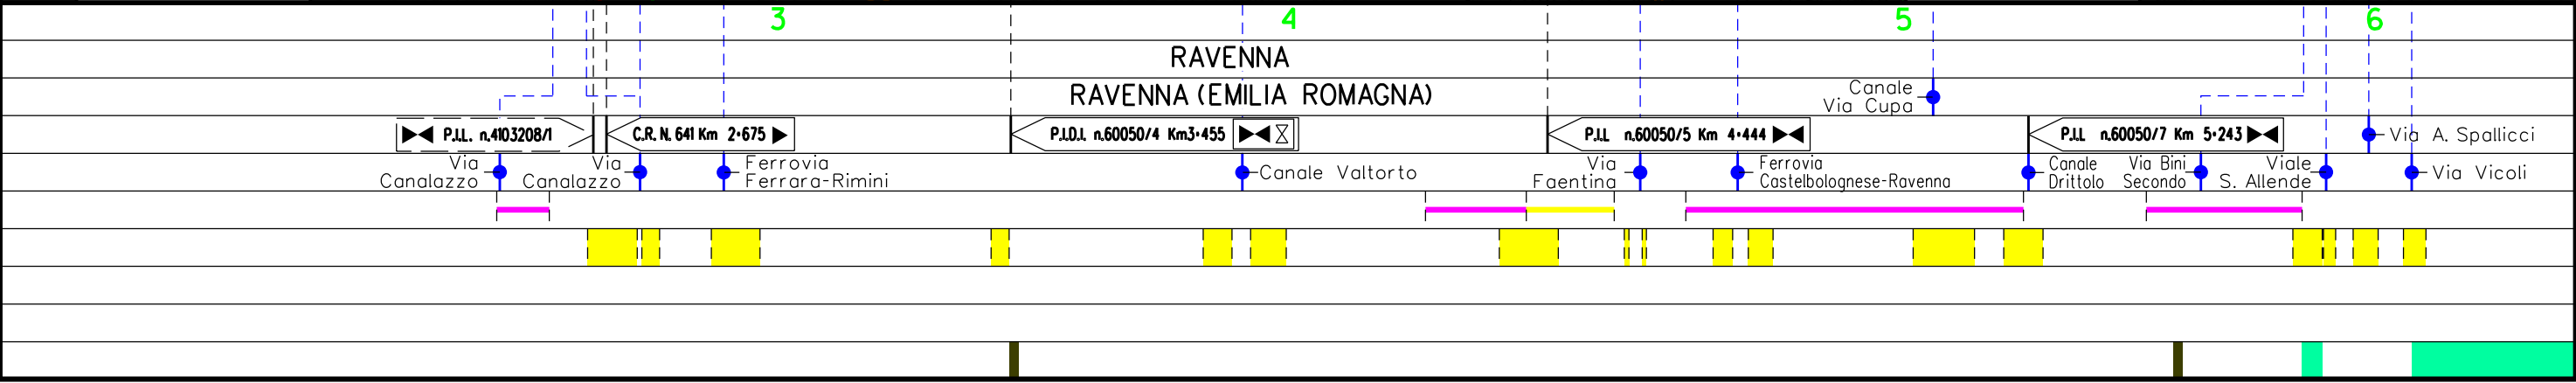 3 4 5 6
RAVENNA
RAVENNA (EMILIA ROMAGNA)
Canale
Via Cupa
P.I.L. n.4103208/1
C.R.N. 641 Km 2+675
P.I.D.I. n.60050/4 Km3+455
P.I.L n.60050/5 Km 4+444
P.I.L n.60050/7 Km 5+243
Via A. Spallicci
Via
Canalazzo
Via
Canalazzo
Ferrovia
Ferrara-Rimini
Canale Valtorto
Via
Faentina
Ferrovia
Castelbolognese-Ravenna
Canale
Drittolo
Via Bini
Secondo
Viale
S. Allende
Via Vicoli